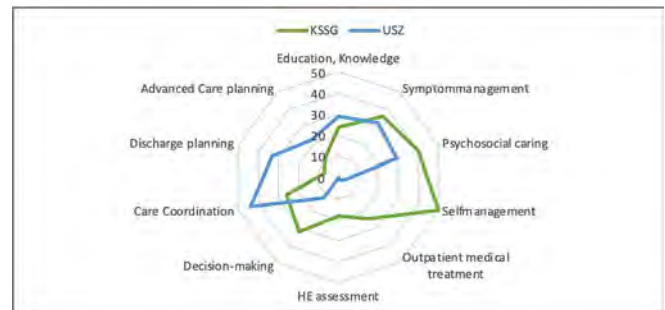 KSSG USZ
Education, Knowledge
50
Advanced Care planning 40 Symptommanagement
30
Discharge planning 20 Psychosocial caring
10
0
Care Coordination Selfmanagement
Decision-making Outpatient medical
treatment
HE assessment